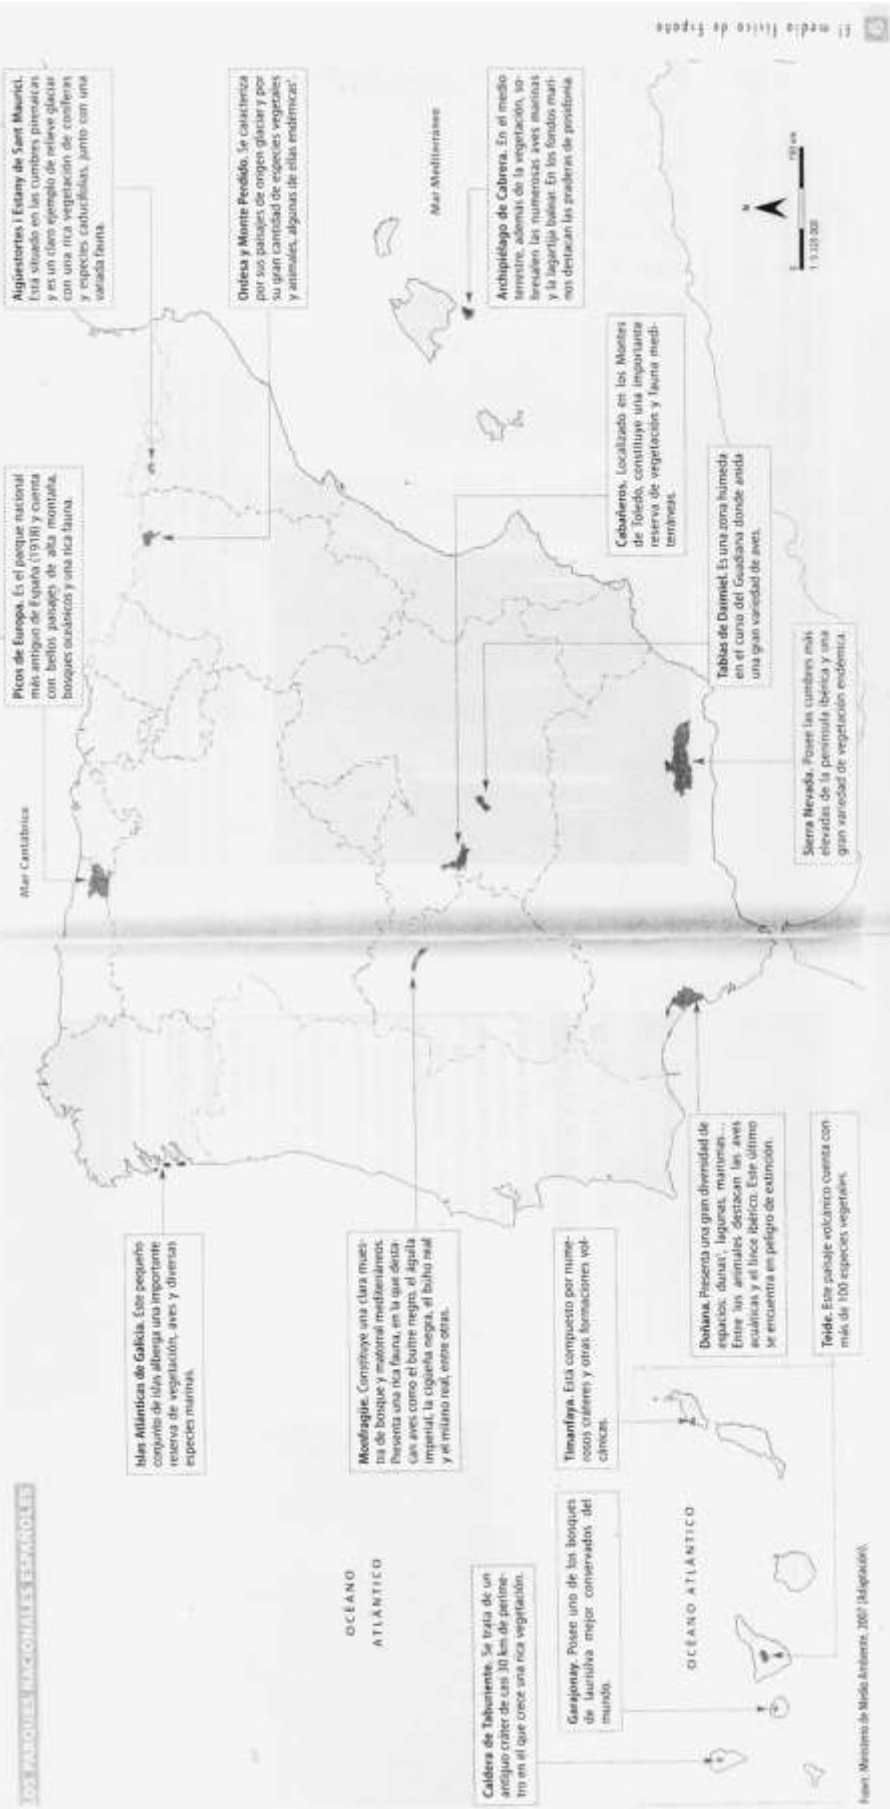 LOS PARQUES NACIONALES ESPAÑOLES
Islas Atlánticas de Galicia. Este pequeño
conjunto de islas alberga una importante
reserva de vegetación, aves y diversas
especies marinas.
Mar Cantábrico
Picos de Europa. Es el parque nacional
más antiguo de España (1918) y cuenta
con bellos paisajes de alta montaña,
bosques oceánicos y una rica fauna.
Aigüestortes i Estany de Sant Maurici.
Está situado en las cumbres pirenaicas
y es un claro ejemplo de relieve glaciar
con una rica vegetación de coníferas
y especies caducifolias, junto con una
variada fauna.
Ordesa y Monte Perdido. Se caracteriza
por sus paisajes de origen glaciar y por
su gran cantidad de especies vegetales
y animales, algunas de ellas endémicas¹.
OCÉANO
ATLÁNTICO
Monfragüe. Constituye una clara mues-
tra de bosque y matorral mediterráneos.
Presenta una rica fauna, en la que desta-
can aves como el buitre negro, el águila
imperial, la cigüeña negra, el búho real
y el milano real, entre otras.
Mar Mediterráneo
Archipiélago de Cabrera. En el medio
terrestre, además de la vegetación, so-
bresalen las numerosas aves marinas
y la lagartija balear. En los fondos mari-
nos destacan las praderas de posidonia.
Caldera de Taburiente. Se trata de un
antiguo cráter de casi 30 km de períme-
tro en el que crece una rica vegetación.
Garajonay. Posee uno de los bosques
de laurisilva mejor conservados del
mundo.
Timanfaya. Está compuesto por nume-
rosos cráteres y otras formaciones vol-
cánicas.
Cabañeros. Localizado en los Montes
de Toledo, constituye una importante
reserva de vegetación y fauna medi-
terráneas.
Tablas de Daimiel. Es una zona húmeda
en el curso del Guadiana donde anida
una gran variedad de aves.
OCÉANO ATLÁNTICO
Doñana. Presenta una gran diversidad de
espacios: dunas¹, lagunas, marismas...
Entre los animales destacan las aves
acuáticas y el lince ibérico. Este último
se encuentra en peligro de extinción.
Sierra Nevada. Posee las cumbres más
elevadas de la península Ibérica y una
gran variedad de vegetación endémica.
Teide. Este paisaje volcánico cuenta con
más de 100 especies vegetales.
N
0
1: 9.328 000
Ministerio de Medio Ambiente, 2007 (Adaptación).
El medio físico de España